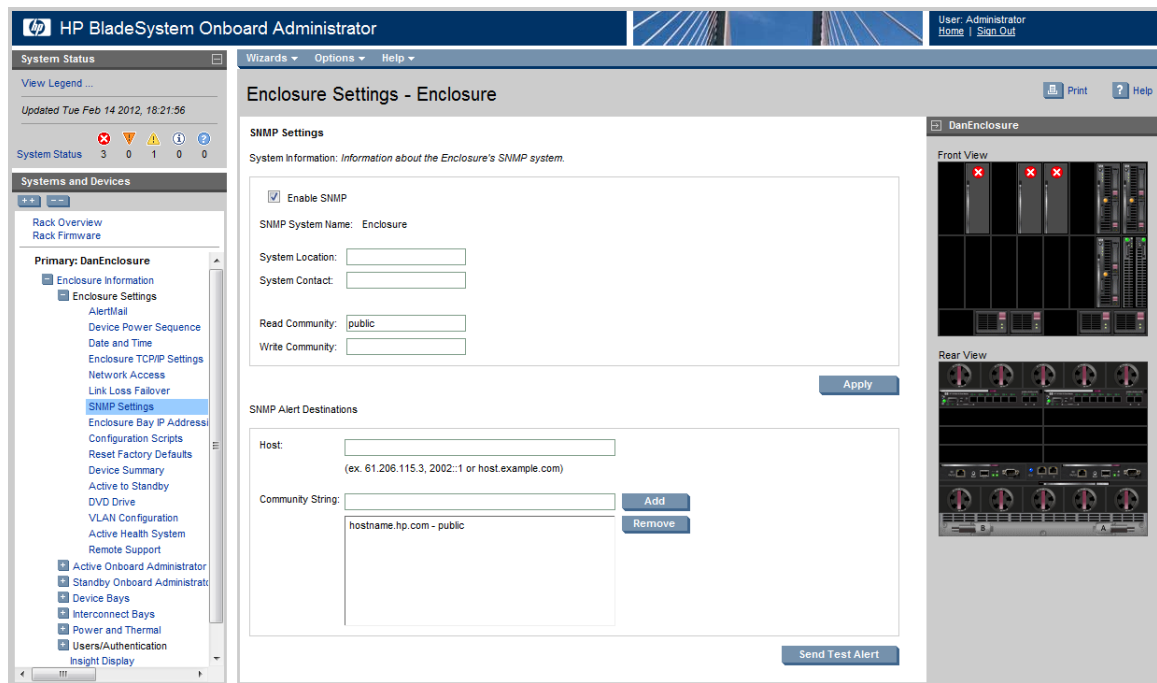 hp HP BladeSystem Onboard Administrator
User: Administrator
Home | Sign Out
System Status
View Legend ...
Updated Tue Feb 14 2012, 18:21:56
System Status 3 0 1 0 0
Systems and Devices
Rack Overview
Rack Firmware
Primary: DanEnclosure
Enclosure Information
Enclosure Settings
AlertMail
Device Power Sequence
Date and Time
Enclosure TCP/IP Settings
Network Access
Link Loss Failover
SNMP Settings
Enclosure Bay IP Addressi
Configuration Scripts
Reset Factory Defaults
Device Summary
Active to Standby
DVD Drive
VLAN Configuration
Active Health System
Remote Support
Active Onboard Administrator
Standby Onboard Administrato
Device Bays
Interconnect Bays
Power and Thermal
Users/Authentication
Insight Display
Wizards Options Help
Enclosure Settings - Enclosure
Print ? Help
SNMP Settings
System Information: Information about the Enclosure's SNMP system.
Enable SNMP
SNMP System Name: Enclosure
System Location:
System Contact:
Read Community: public
Write Community:
Apply
SNMP Alert Destinations
Host:
(ex. 61.206.115.3, 2002::1 or host.example.com)
Community String:
Add
hostname.hp.com - public
Remove
Send Test Alert
DanEnclosure
Front View
Rear View
B A